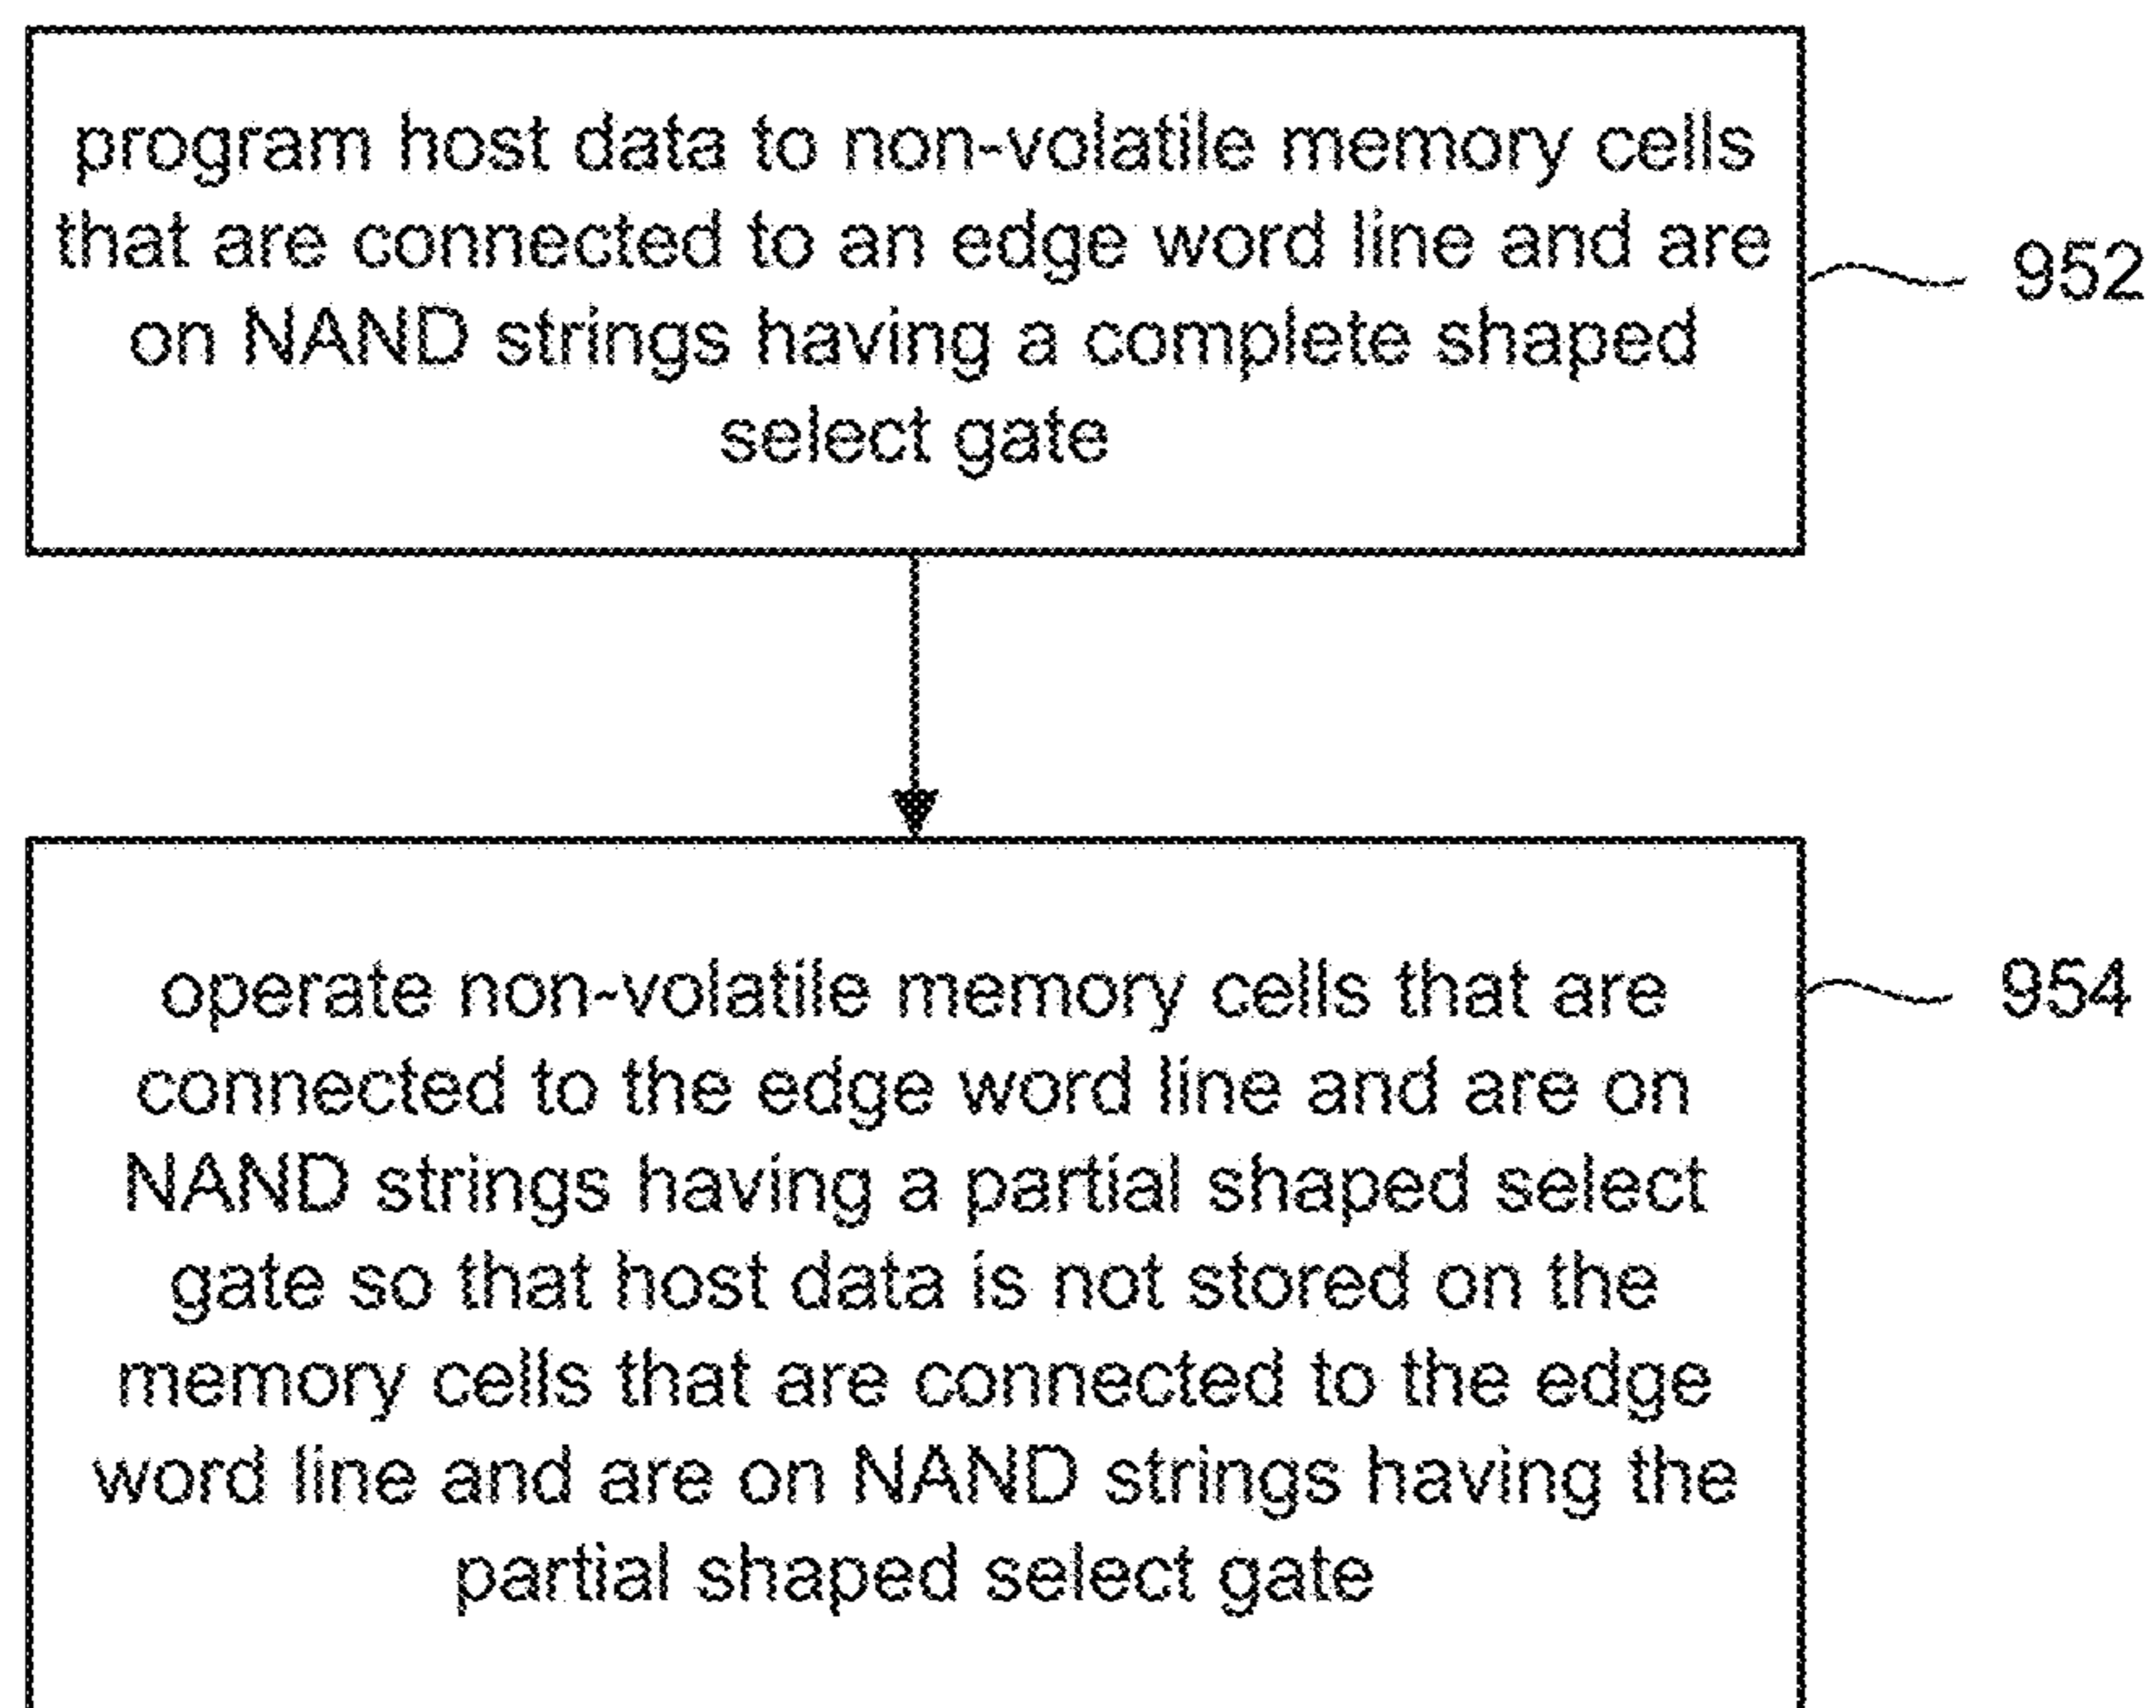 program host data to non-volatile memory cells
that are connected to an edge word line and are
on NAND strings having a complete shaped
select gate
952
operate non-volatile memory cells that are
connected to the edge word line and are on
NAND strings having a partial shaped select
gate so that host data is not stored on the
memory cells that are connected to the edge
word line and are on NAND strings having the
partial shaped select gate
954